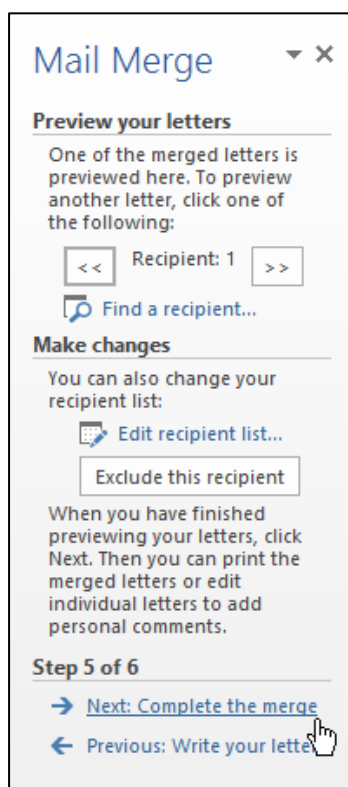 Mail Merge
Preview your letters
One of the merged letters is
previewed here. To preview
another letter, click one of
the following:
<< Recipient: 1 >>
Find a recipient...
Make changes
You can also change your
recipient list:
Edit recipient list...
Exclude this recipient
When you have finished
previewing your letters, click
Next. Then you can print the
merged letters or edit
individual letters to add
personal comments.
Step 5 of 6
Next: Complete the merge
Previous: Write your lette